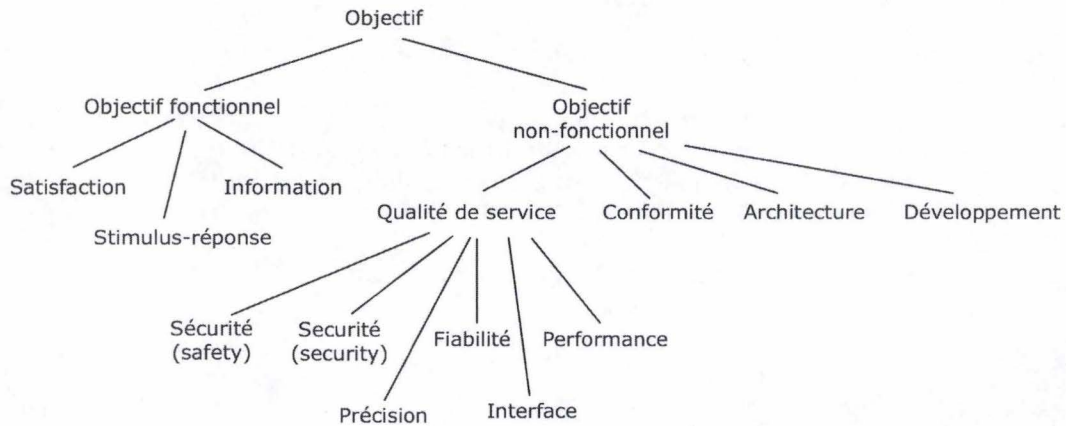 Objectif
Objectif fonctionnel
Objectif
non-fonctionnel
Satisfaction
Information
Stimulus-réponse
Qualité de service
Conformité
Architecture
Développement
Sécurité
(safety)
Securité
(security)
Fiabilité
Performance
Précision
Interface